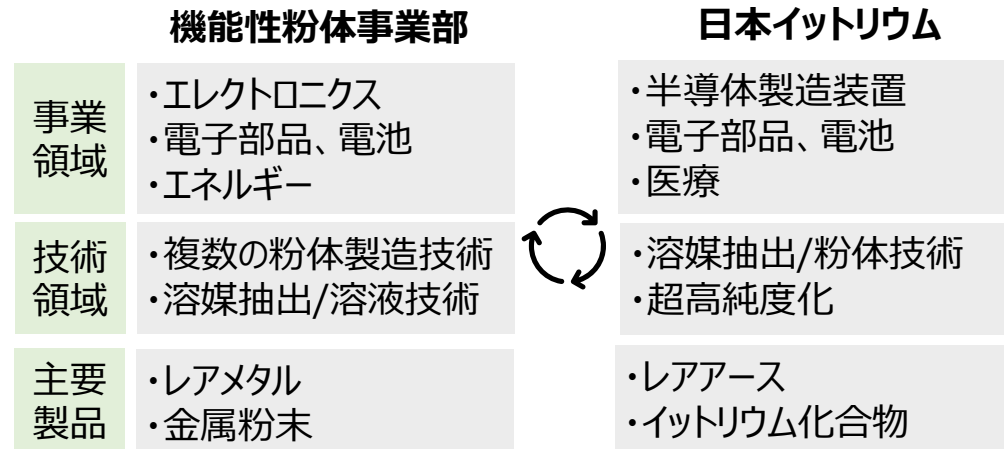 機能性粉体事業部
日本イットリウム
事業
領域
・エレクトロニクス
・電子部品、電池
・エネルギー
・半導体製造装置
・電子部品、電池
・医療
技術
領域
・複数の粉体製造技術
・溶媒抽出/溶液技術
・溶媒抽出/粉体技術
・超高純度化
主要
製品
・レアメタル
・金属粉末
・レアアース
・イットリウム化合物